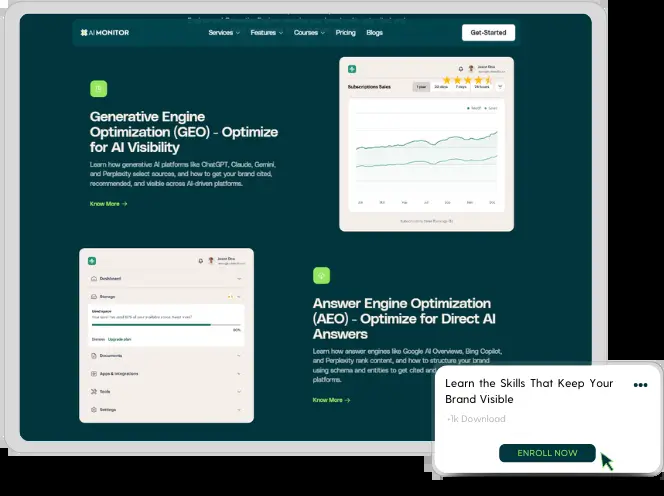 AI MONITOR
Services
Features
Courses
Pricing
Blogs
Get-Started
Generative Engine
Optimization (GEO) - Optimize
for AI Visibility
Learn how generative AI platforms like ChatGPT, Claude, Gemini,
and Perplexity select sources, and how to get your brand cited,
recommended, and visible across AI-driven platforms.
Know More →
Subscriptions Sales
1 year
30 days
7 days
Dashboard
Storage
80%
Dismiss Upgrade plan
Documents
Apps & Integrations
Tools
Settings
Answer Engine Optimization
(AEO) - Optimize for Direct AI
Answers
Learn how answer engines like Google AI Overviews, Bing Copilot,
and Perplexity rank content, and how to structure your brand
using schema and entities to get cited and
platforms.
Know More →
Learn the Skills That Keep Your
Brand Visible
•1k Download
ENROLL NOW